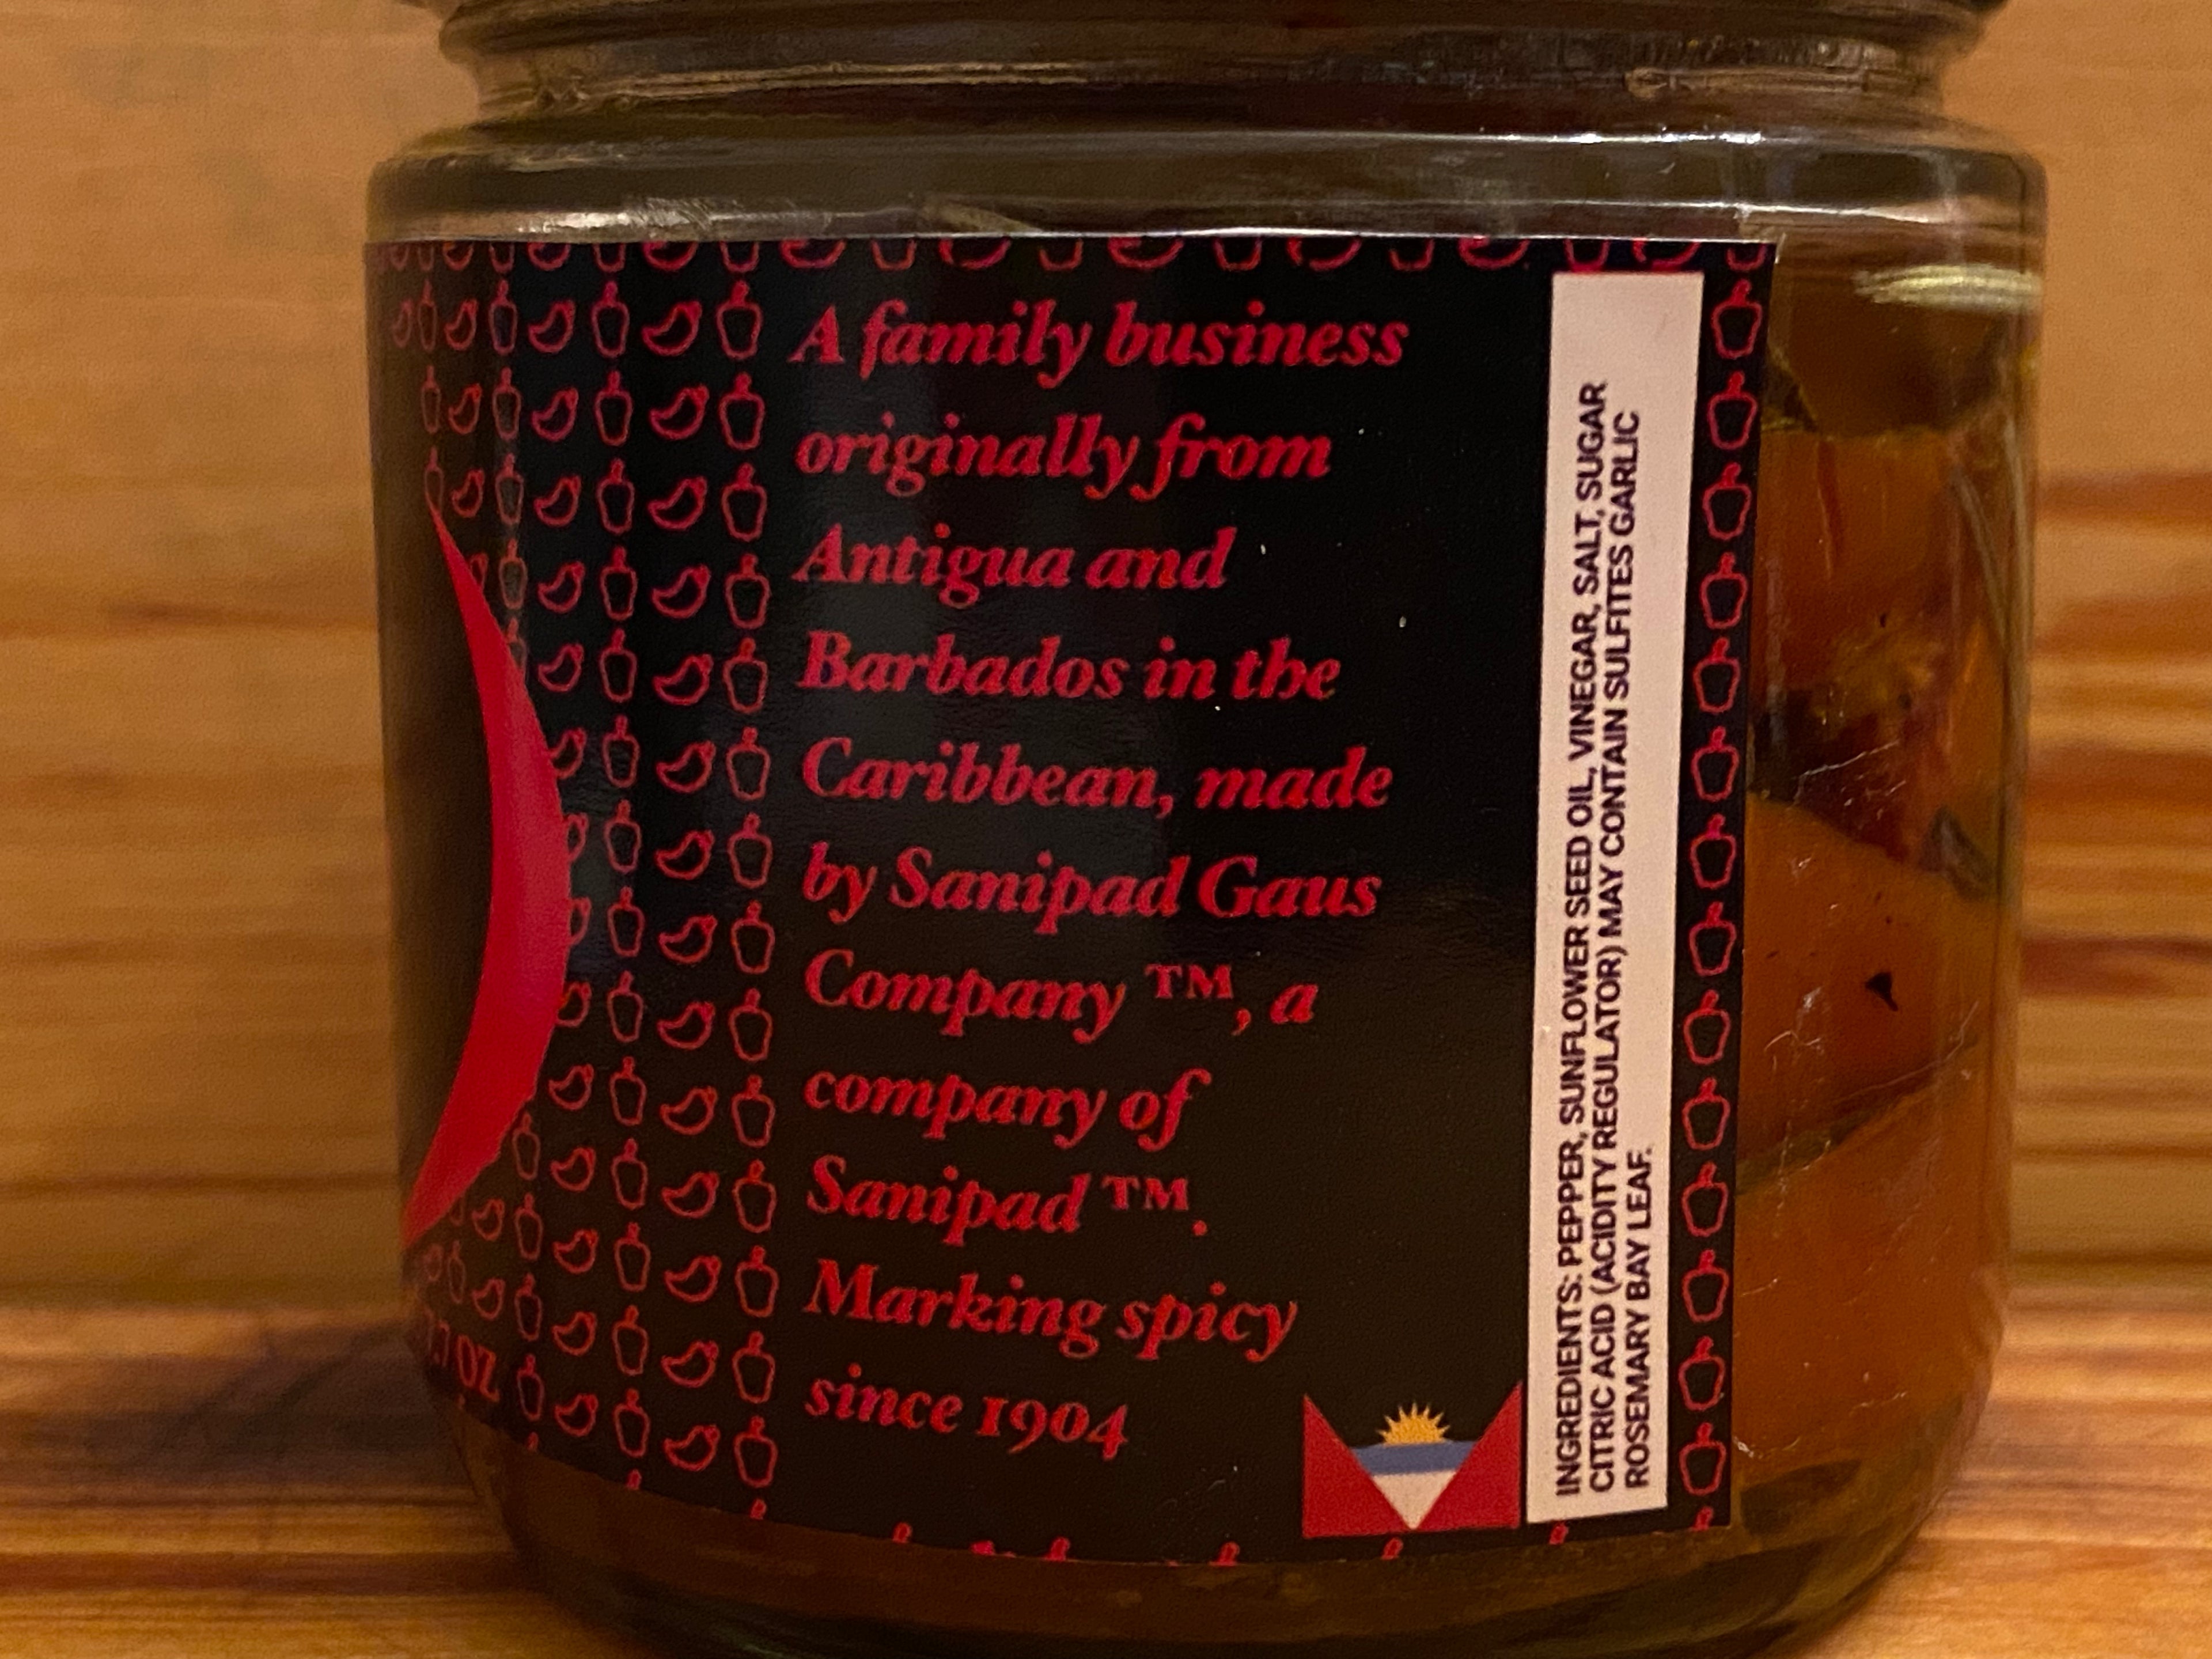 A family business
originally from
Antigua and
Barbados in the
Caribbean, made
by Sanipad Gaus
Company ™, a
company of
Sanipad ™.
Marking spicy
since 1904
OZ
INGREDIENTS: PEPPER, SUNFLOWER SEED OIL, VINEGAR, SALT, SUGAR
CITRIC ACID (ACIDITY REGULATOR) MAY CONTAIN SULFITES GARLIC
ROSEMARY BAY LEAF.